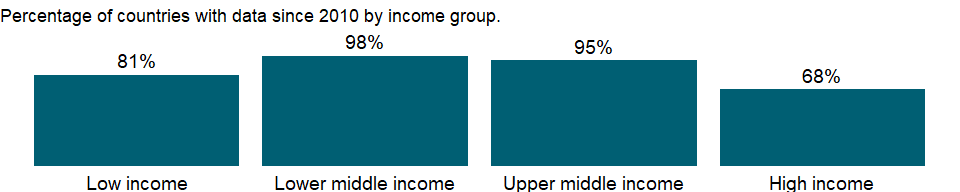 Percentage of countries with data since 2010 by income group.
81%
98%
95%
68%
Low income
Lower middle income
Upper middle income
High income